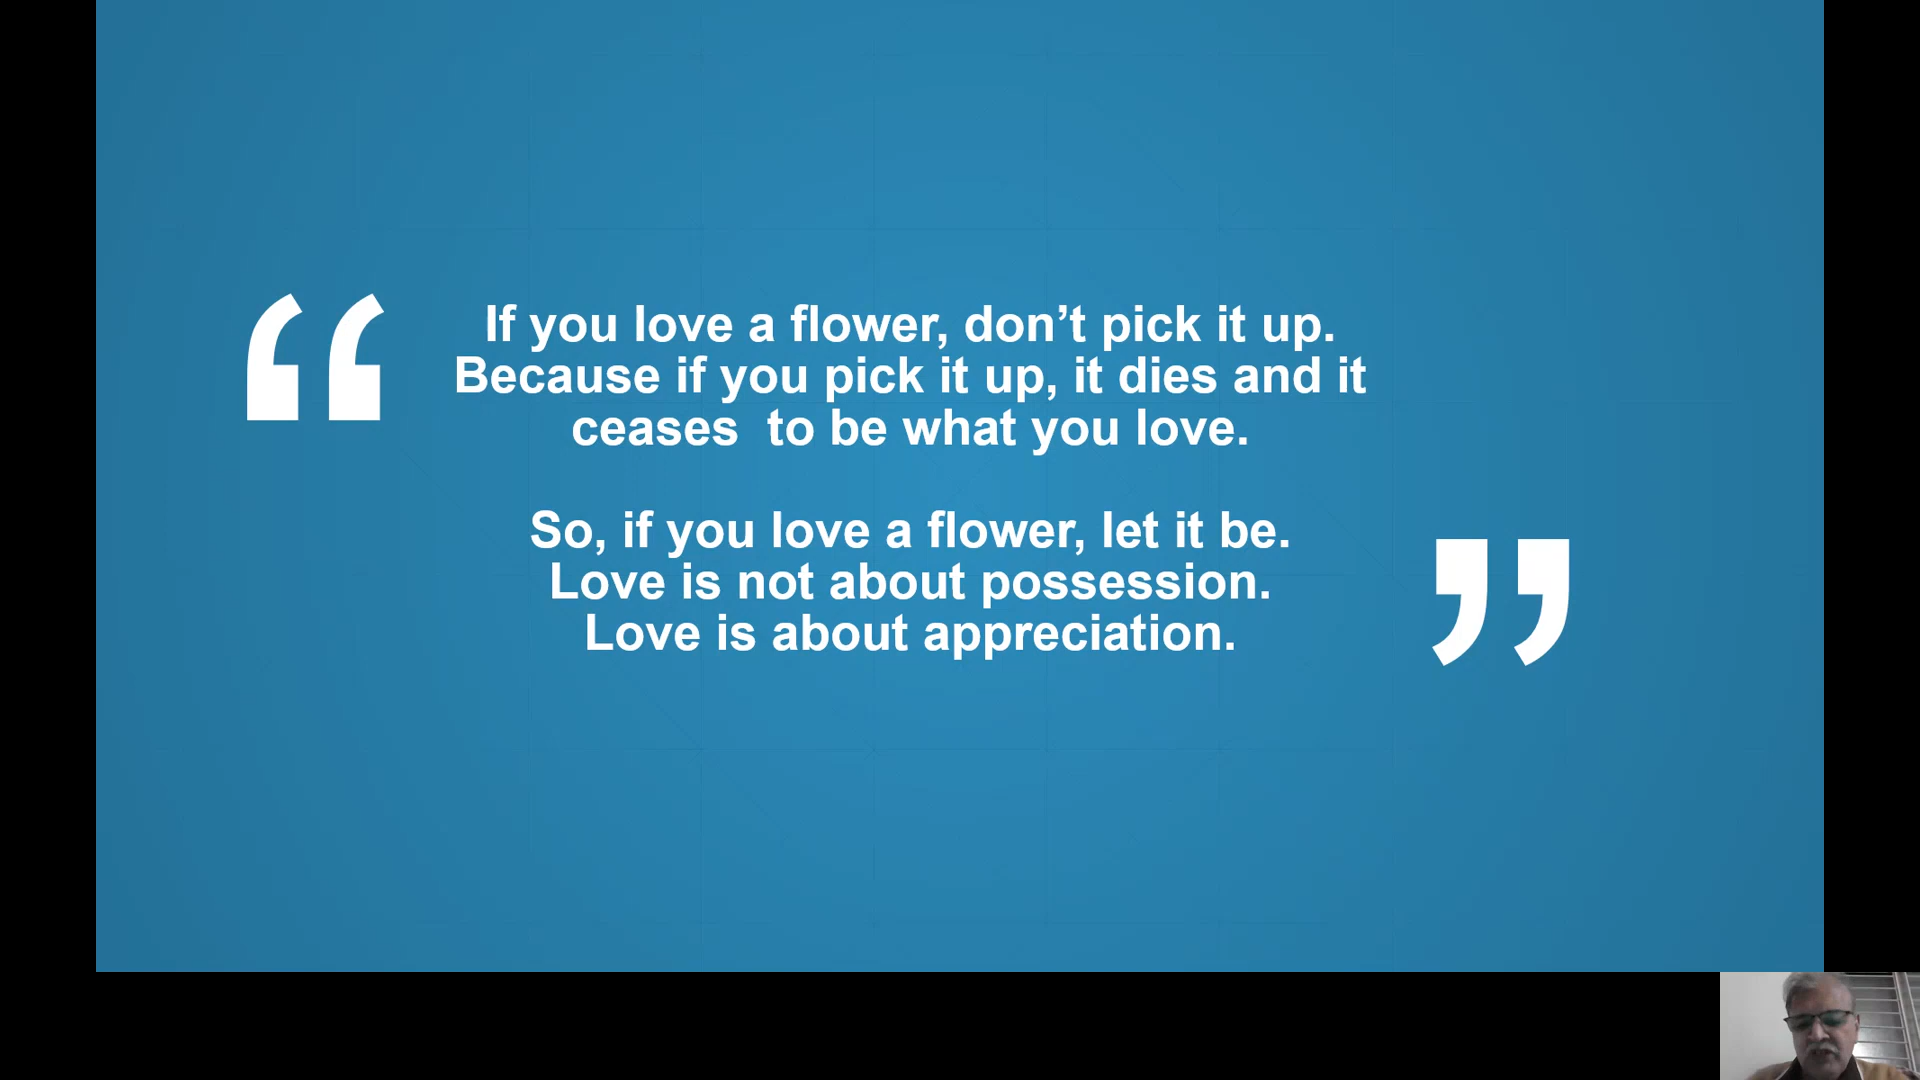 “
If you love a flower, don’t pick it up.
Because if you pick it up, it dies and it
ceases  to be what you love.
So, if you love a flower, let it be.
Love is not about possession.
Love is about appreciation.
”